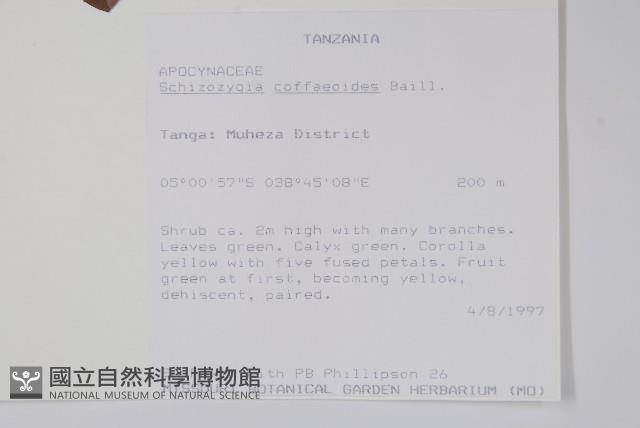 TANZANIA
APOCYNACEAE
Schizozygia coffaeoides Baill.
Tanga: Muheza District
05°00'57"S 038°45'08"E 200 m
Shrub ca. 2m high with many branches.
Leaves green. Calyx green. Corolla
yellow with five fused petals. Fruit
green at first, becoming yellow,
dehiscent, paired.
4/8/1997
PB Phillipson 26
MISSOURI BOTANICAL GARDEN HERBARIUM (MO)
國立自然科學博物館
NATIONAL MUSEUM OF NATURAL SCIENCE